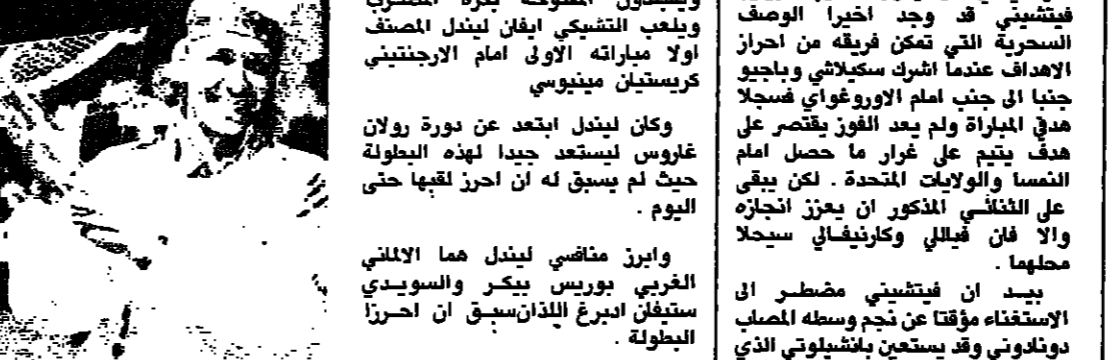 فيتشيني قد وجد اخيرا الوصف
السحرية التي تمكن فريقه من احراز
الاهداف عندما اشرك سكيلاشي وباجيو
جنبا الى جنب امام الاوروغواي فسجلا
هدفي المباراة ولم يعد الفوز يقتصر على
هدف يتيم على غرار ما حصل امام
النمسا والولايات المتحدة . لكن يبقى
على الثنائي المذكور ان يعزز انجازه
والا فان فياللي وكارنيفالي سيحلا
محلهما .
بيد ان فيتشيني مضطر الى
الاستغناء مؤقتا عن نجم وسطه المصاب
دونادوني وقد يستعين بانشيلوتي الذي
ويلعب التشيكي ايفان ليندل المصنف
اولا مباراته الاولى امام الارجنتيني
كريستيان مينيوسي
وكان ليندل ابتعد عن دورة رولان
غاروس ليستعد جيدا لهذه البطولة
حيث لم يسبق له ان احرز لقبها حتى
اليوم .
وابرز منافسي ليندل هما الالماني
الغربي بوريس بيكر والسويدي
ستيفان ادبرغ اللذان سبق ان احرزا
البطولة .